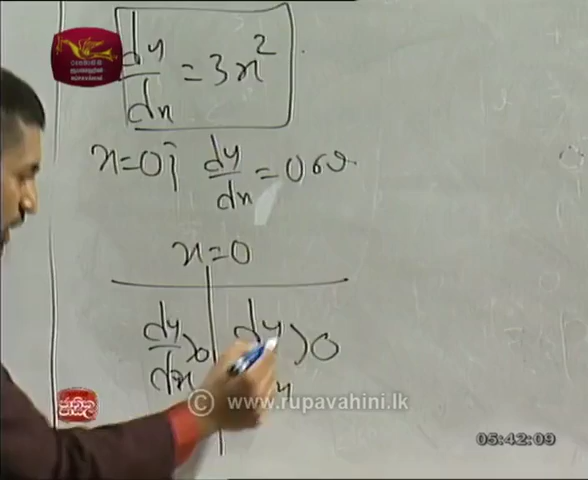 dy/dx = 3x²
x=0; dy/dx = 0 වේ.
x=0
dy/dx >0 | dy/dx >0
© www.rupavahini.lk
05:42:09